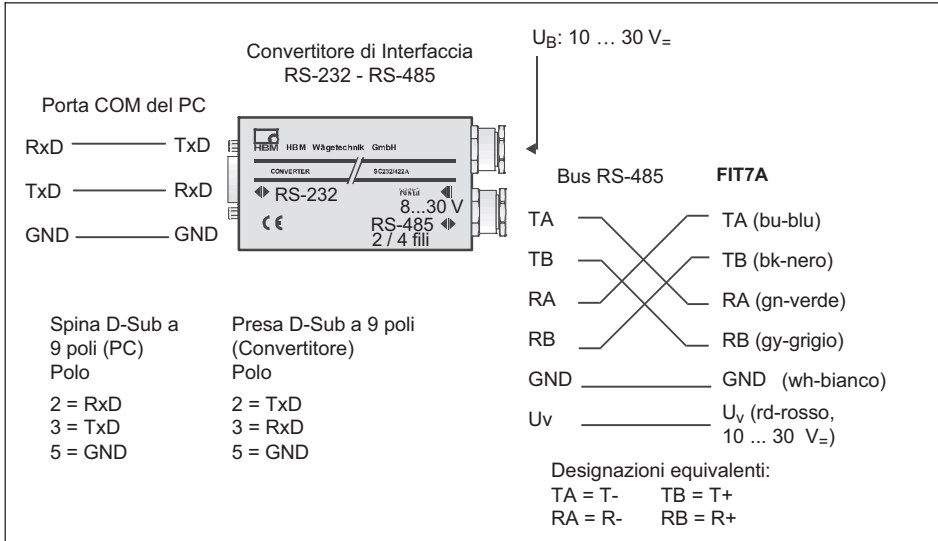 U_B: 10 ... 30 V=
Convertitore di Interfaccia
RS-232 - RS-485
Porta COM del PC
RxD TxD
TxD RxD
GND GND
HBM HBM Wägetechnik GmbH
CONVERTER SC232/422A
RS-232
8...30 V
RS-485
2 / 4 fili
CE
Bus RS-485 FIT7A
TA TA (bu-blu)
TB TB (bk-nero)
RA RA (gn-verde)
RB RB (gy-grigio)
GND GND (wh-bianco)
Uv U_v (rd-rosso,
10 ... 30 V=)
Spina D-Sub a
9 poli (PC)
Polo
2 = RxD
3 = TxD
5 = GND
Presa D-Sub a 9 poli
(Convertitore)
Polo
2 = TxD
3 = RxD
5 = GND
Designazioni equivalenti:
TA = T- TB = T+
RA = R- RB = R+